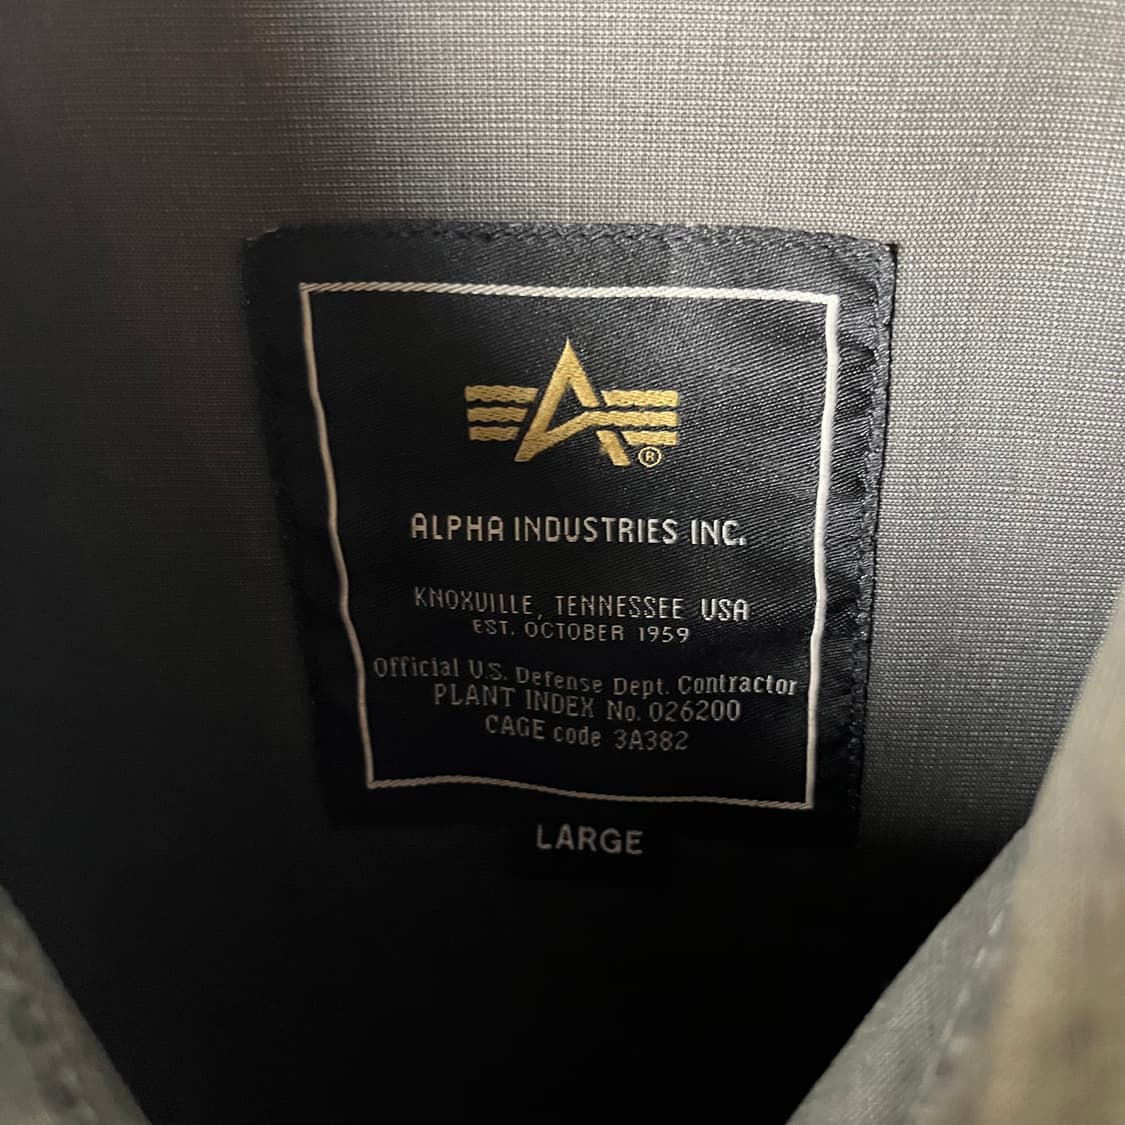 ALPHA INDUSTRIES INC.
KNOXVILLE, TENNESSEE USA
EST. OCTOBER 1959
Official U.S. Defense Dept. Contractor
PLANT INDEX No. 026200
CAGE code 3A382
LARGE